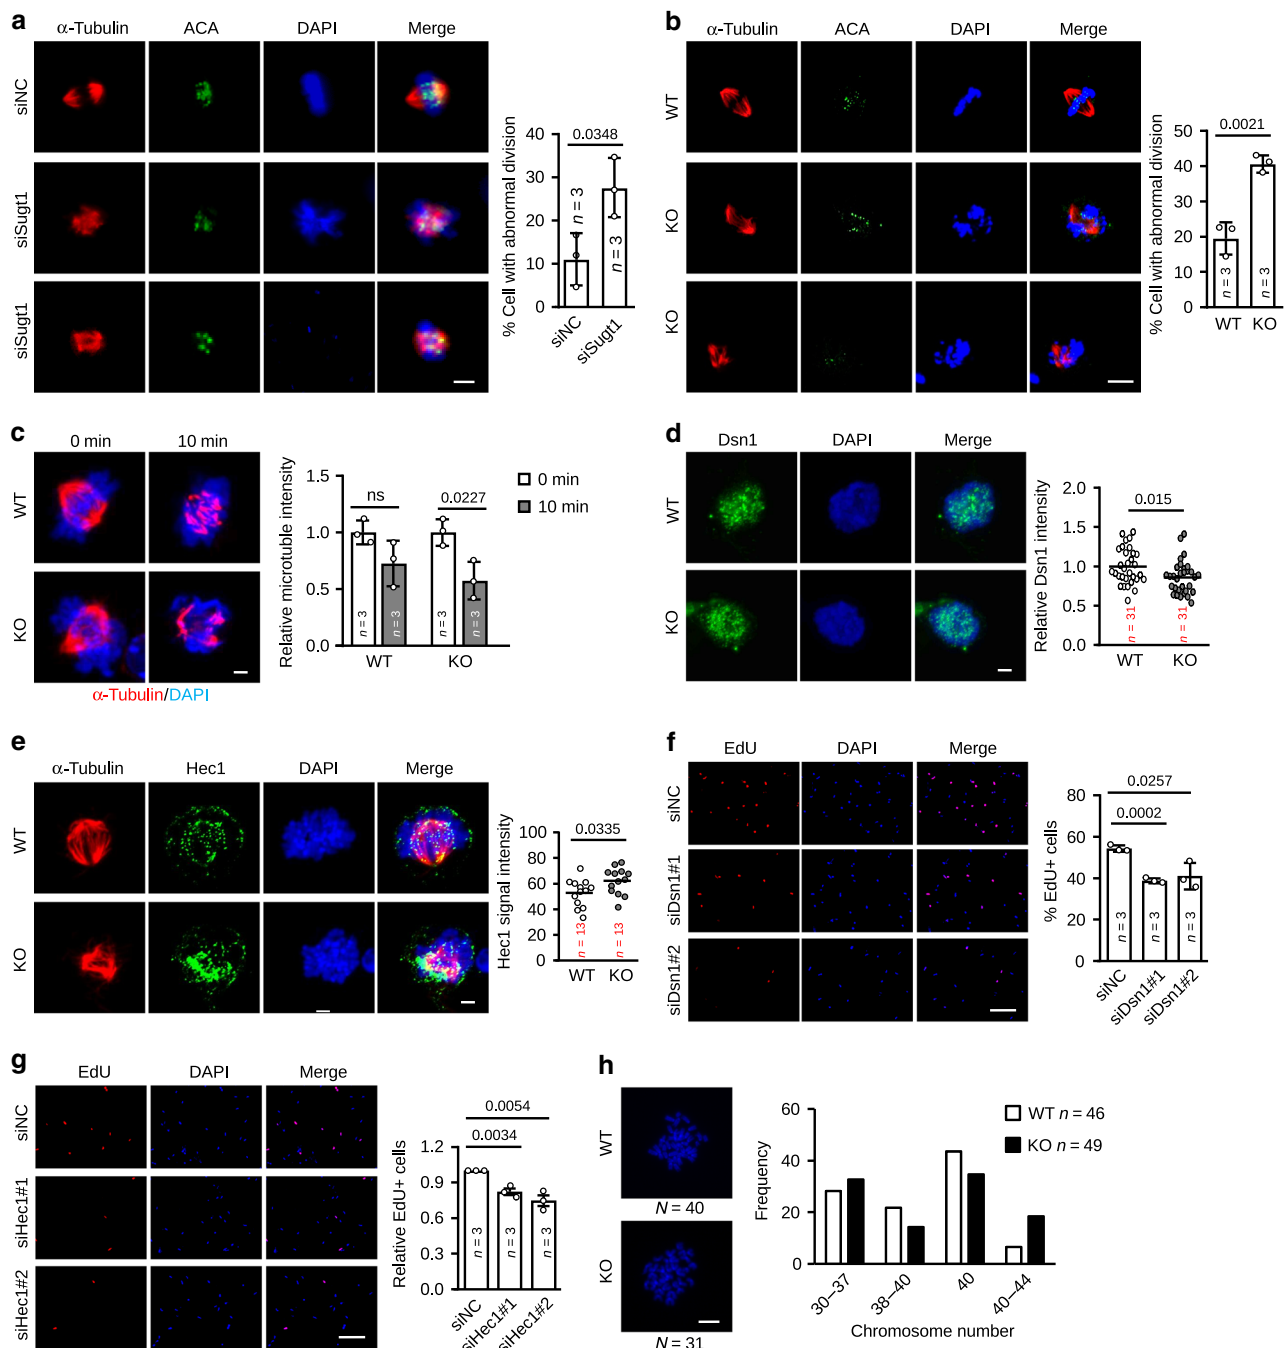 a
α-Tubulin ACA DAPI Merge
siNC
siSugt1
siSugt1
% Cell with abnormal division
40
30
20
10
0
0.0348
n = 3
n = 3
siNC
siSugt1
b
α-Tubulin ACA DAPI Merge
WT
KO
KO
% Cell with abnormal division
50
40
30
20
10
0
0.0021
n = 3
n = 3
WT KO
c
0 min 10 min
WT
KO
α-Tubulin/DAPI
Relative microtuble intensity
1.5
1.0
0.5
0.0
ns
0.0227
0 min
10 min
n = 3
n = 3
n = 3
n = 3
WT KO
d
Dsn1 DAPI Merge
WT
KO
Relative Dsn1 intensity
2.0
1.5
1.0
0.5
0.0
0.015
n = 31
n = 31
WT KO
e
α-Tubulin Hec1 DAPI Merge
WT
KO
Hec1 signal intensity
100
80
60
40
20
0
0.0335
n = 13
n = 13
WT KO
f
EdU DAPI Merge
siNC
siDsn1#1
siDsn1#2
% EdU+ cells
80
60
40
20
0
0.0257
0.0002
n = 3
n = 3
n = 3
siNC
siDsn1#1
siDsn1#2
g
EdU DAPI Merge
siNC
siHec1#1
siHec1#2
Relative EdU+ cells
1.2
0.9
0.6
0.3
0.0
0.0054
0.0034
n = 3
n = 3
n = 3
siNC
siHec1#1
siHec1#2
h
WT
N = 40
KO
N = 31
Frequency
60
40
20
0
WT n = 46
KO n = 49
30–37
38–40
40
40–44
Chromosome number